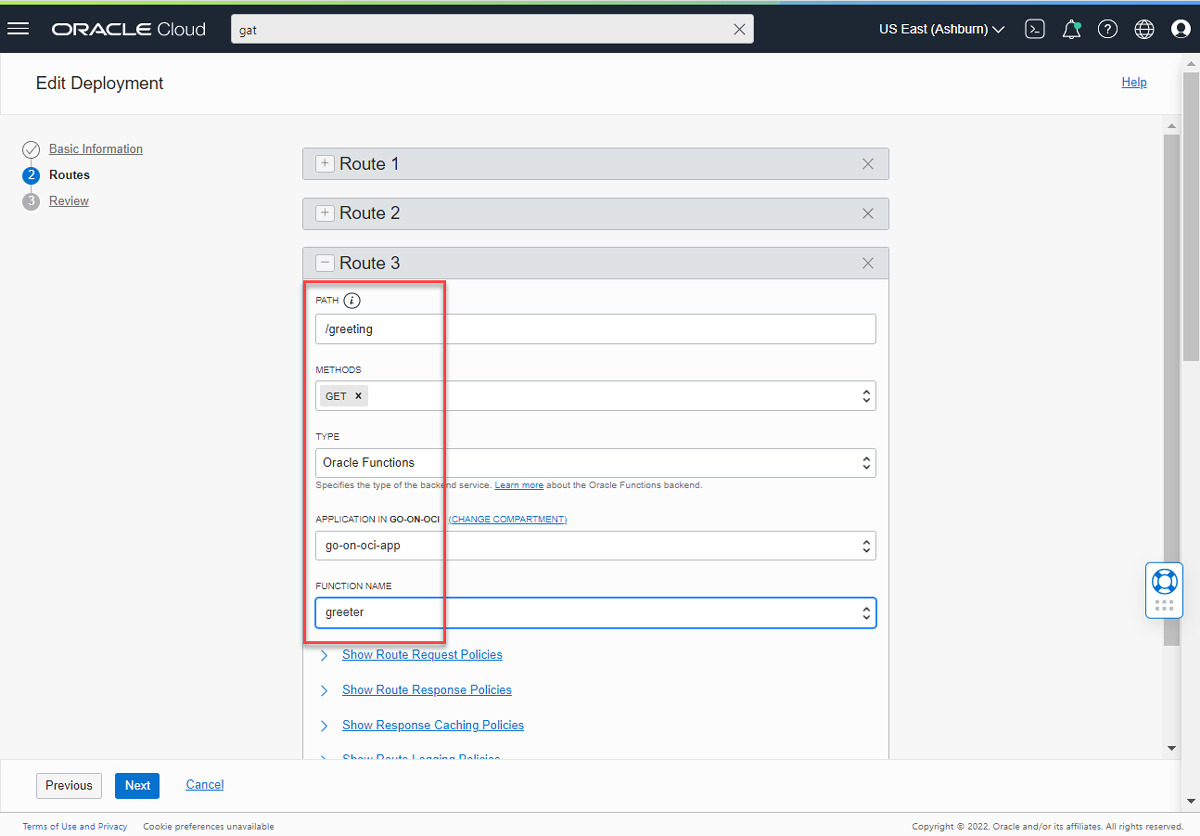 ORACLE Cloud
gat
US East (Ashburn)
Edit Deployment
Help
Basic Information
2 Routes
3 Review
Route 1
Route 2
Route 3
PATH
/greeting
METHODS
GET ×
TYPE
Oracle Functions
Specifies the type of the backend service. Learn more about the Oracle Functions backend.
APPLICATION IN GO-ON-OCI (CHANGE COMPARTMENT)
go-on-oci-app
FUNCTION NAME
greeter
Show Route Request Policies
Show Route Response Policies
Show Response Caching Policies
Show Route Logging Policies
Previous
Next
Cancel
Terms of Use and Privacy
Cookie preferences unavailable
Copyright © 2022, Oracle and/or its affiliates. All rights reserved.